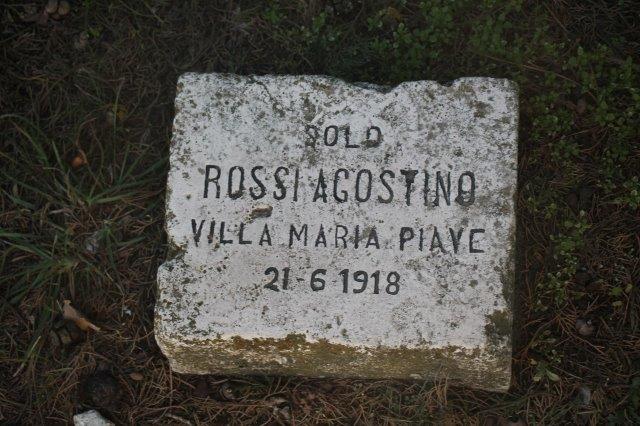 SOLD
ROSSI AGOSTINO
VILLA MARIA PIAVE
21-6 1918